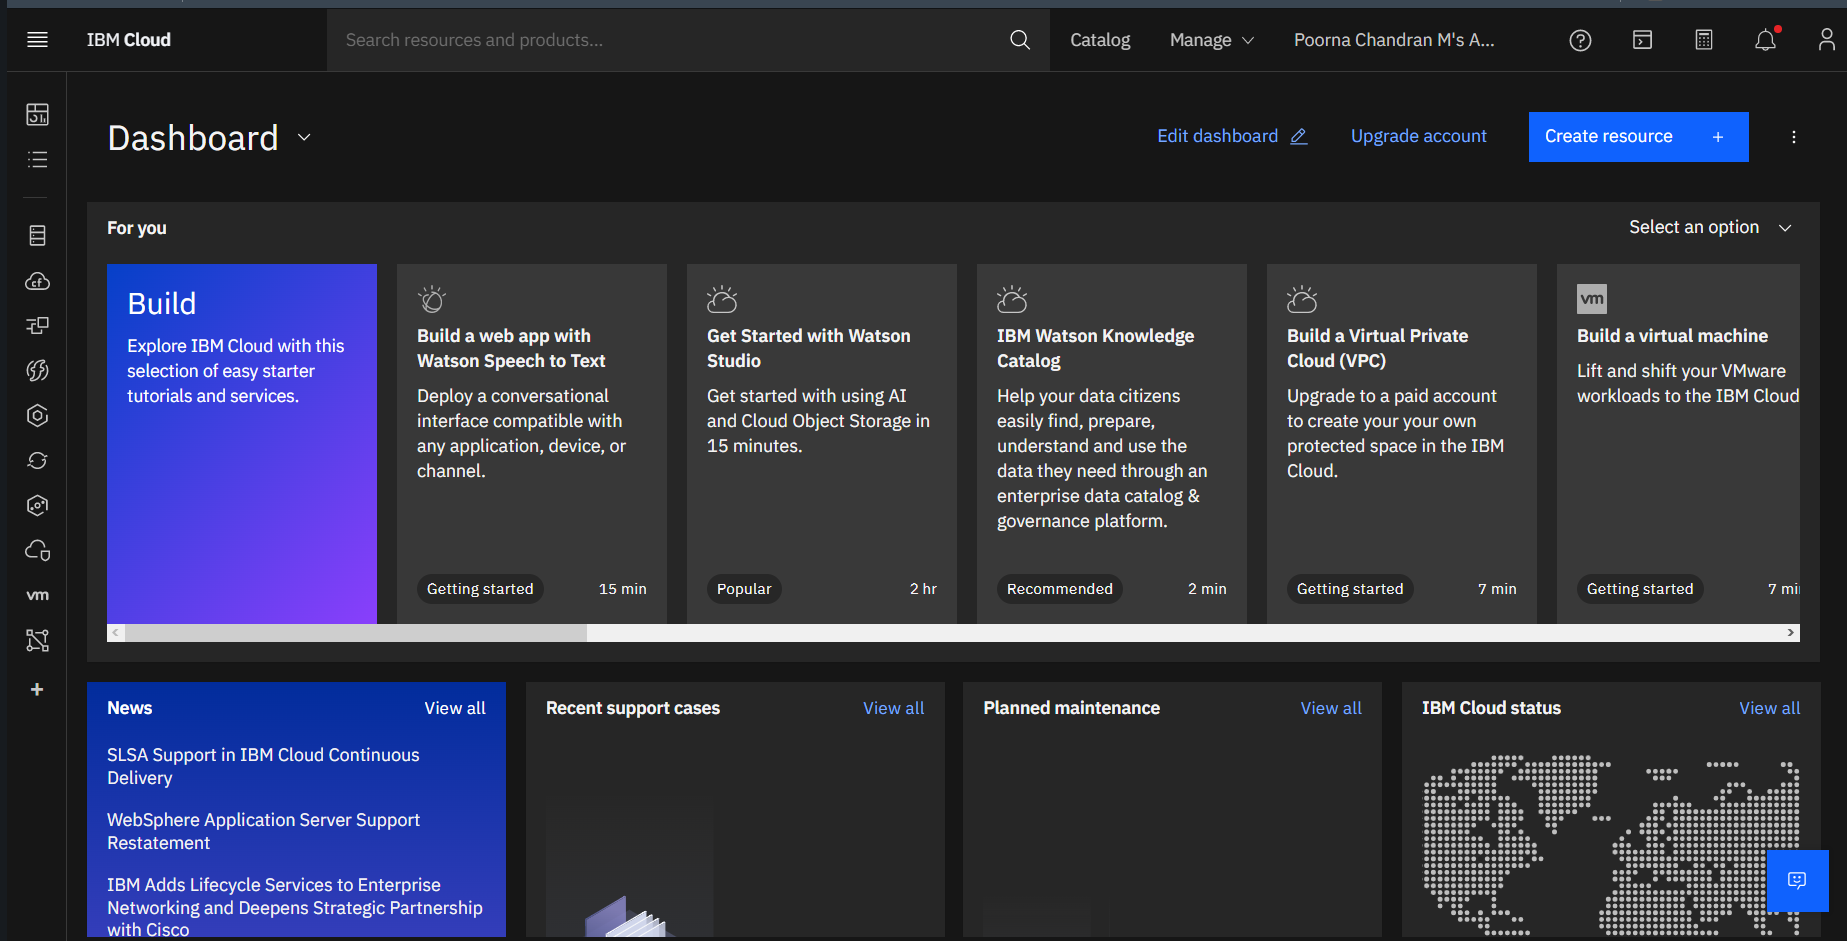 IBM Cloud
Search resources and products...
Catalog
Manage
Poorna Chandran M's A...
Dashboard
Edit dashboard
Upgrade account
Create resource +
For you
Select an option
Build
Explore IBM Cloud with this
selection of easy starter
tutorials and services.
Build a web app with
Watson Speech to Text
Deploy a conversational
interface compatible with
any application, device, or
channel.
Getting started
15 min
Get Started with Watson
Studio
Get started with using AI
and Cloud Object Storage in
15 minutes.
Popular
2 hr
IBM Watson Knowledge
Catalog
Help your data citizens
easily find, prepare,
understand and use the
data they need through an
enterprise data catalog &
governance platform.
Recommended
2 min
Build a Virtual Private
Cloud (VPC)
Upgrade to a paid account
to create your your own
protected space in the IBM
Cloud.
Getting started
7 min
vm
Build a virtual machine
Lift and shift your VMware
workloads to the IBM Cloud
Getting started
7 mi
cf
vm
News
View all
SLSA Support in IBM Cloud Continuous
Delivery
WebSphere Application Server Support
Restatement
IBM Adds Lifecycle Services to Enterprise
Networking and Deepens Strategic Partnership
with Cisco
Recent support cases
View all
Planned maintenance
View all
IBM Cloud status
View all